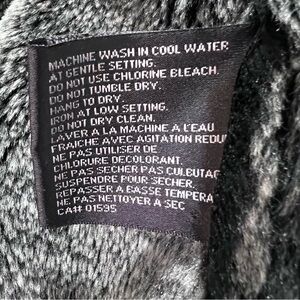 MACHINE WASH IN COOL WATER
AT GENTLE SETTING.
DO NOT USE CHLORINE BLEACH.
DO NOT TUMBLE DRY.
HANG TO DRY.
IRON AT LOW SETTING.
DO NOT DRY CLEAN.
LAVER A LA MACHINE A L'EAU
FRAICHE AVEC AGITATION REDU
NE PAS UTILISER DE
CHLORURE DECOLORANT.
NE PAS SECHER PAS CULBUTAG
SUSPENDRE POUR SECHER.
REPASSER A BASSE TEMPERA
NE PAS NETTOYER A SEC
CA# 01595